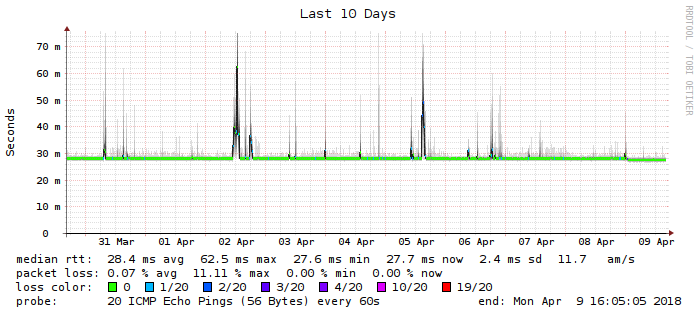 Last 10 Days
RRDTOOL / TOBI OETIKER
Seconds
70 m
60 m
50 m
40 m
30 m
20 m
10 m
0
31 Mar 01 Apr 02 Apr 03 Apr 04 Apr 05 Apr 06 Apr 07 Apr 08 Apr 09 Apr
median rtt: 28.4 ms avg 62.5 ms max 27.6 ms min 27.7 ms now 2.4 ms sd 11.7 am/s
packet loss: 0.07 % avg 11.11 % max 0.00 % min 0.00 % now
loss color: 0 1/20 2/20 3/20 4/20 10/20 19/20
probe: 20 ICMP Echo Pings (56 Bytes) every 60s end: Mon Apr 9 16:05:05 2018